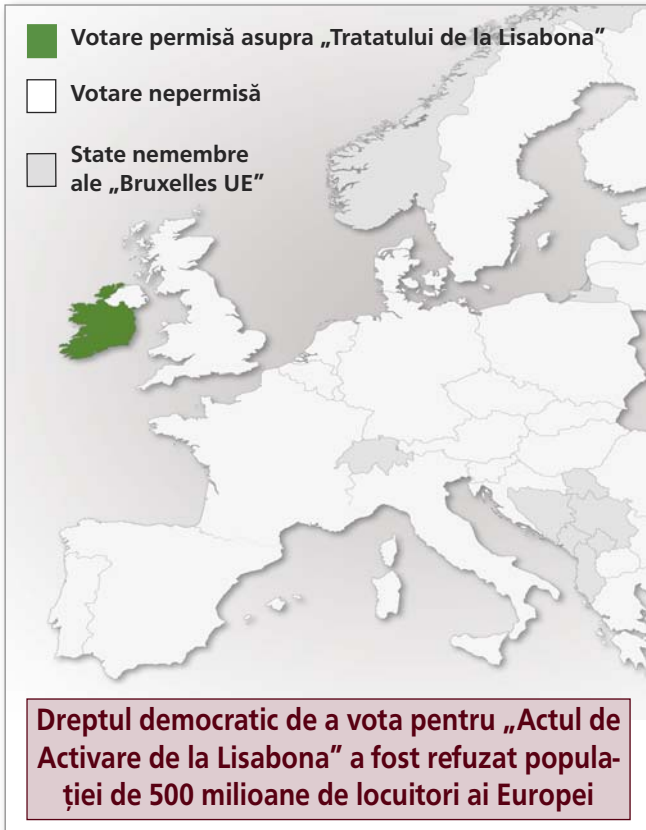 Votare permisă asupra „Tratatului de la Lisabona”
Votare nepermisă
State nemembre
ale „Bruxelles UE”
Dreptul democratic de a vota pentru „Actul de
Activare de la Lisabona” a fost refuzat popula-
ției de 500 milioane de locuitori ai Europei